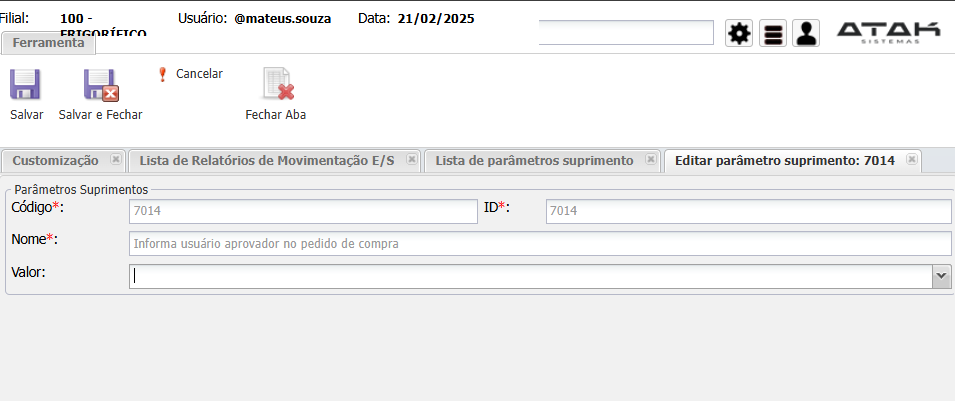 Filial: 100 - FRIGORÍFICO Usuário: @mateus.souza Data: 21/02/2025
ATAK SISTEMAS
Ferramenta
Salvar
Salvar e Fechar
Cancelar
Fechar Aba
Customização
Lista de Relatórios de Movimentação E/S
Lista de parâmetros suprimento
Editar parâmetro suprimento: 7014
Parâmetros Suprimentos
Código*: 7014 ID*: 7014
Nome*: Informa usuário aprovador no pedido de compra
Valor: